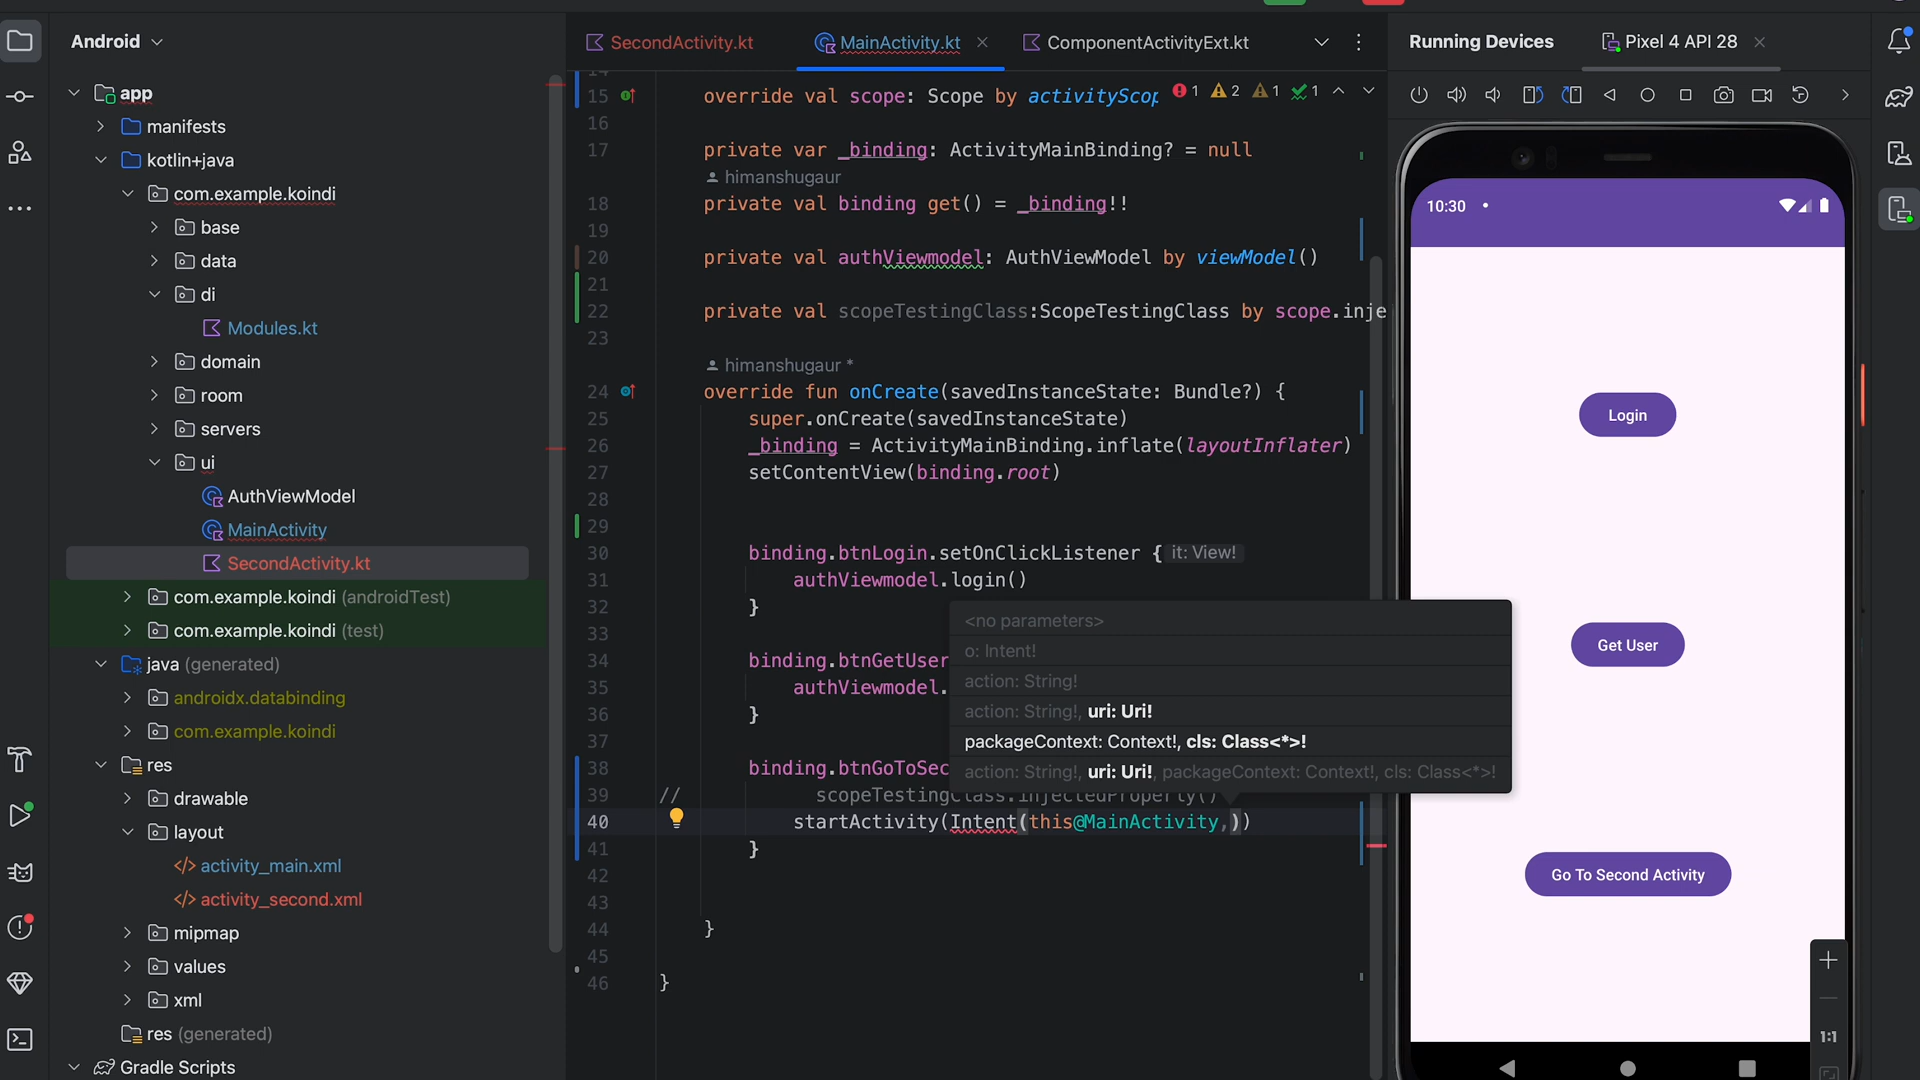 Android
app
manifests
kotlin+java
com.example.koindi
base
data
di
Modules.kt
domain
room
servers
ui
AuthViewModel
MainActivity
SecondActivity.kt
com.example.koindi (androidTest)
com.example.koindi (test)
java (generated)
androidx.databinding
com.example.koindi
res
drawable
layout
</> activity_main.xml
</> activity_second.xml
mipmap
values
xml
res (generated)
Gradle Scripts
SecondActivity.kt MainActivity.kt ComponentActivityExt.kt
1 2 1 1
15 override val scope: Scope by activityScop
16
17 private var _binding: ActivityMainBinding? = null
himanshugaur
18 private val binding get() = _binding!!
19
20 private val authViewmodel: AuthViewModel by viewModel()
21
22 private val scopeTestingClass:ScopeTestingClass by scope.inje
23
himanshugaur *
24 override fun onCreate(savedInstanceState: Bundle?) {
25 super.onCreate(savedInstanceState)
26 _binding = ActivityMainBinding.inflate(layoutInflater)
27 setContentView(binding.root)
28
29
30 binding.btnLogin.setOnClickListener { it: View!
31 authViewmodel.login()
32 }
33
34 binding.btnGetUser
35 authViewmodel.
36 }
37
38 binding.btnGoToSec
39 // scopeTestingClass.injectedProperty()
40 startActivity(Intent(this@MainActivity,))
41 }
42
43
44 }
45
46 }
<no parameters>
o: Intent!
action: String!
action: String!, uri: Uri!
packageContext: Context!, cls: Class<*>!
action: String!, uri: Uri!, packageContext: Context!, cls: Class<*>!
Running Devices Pixel 4 API 28
10:30
Login
Get User
Go To Second Activity
1:1